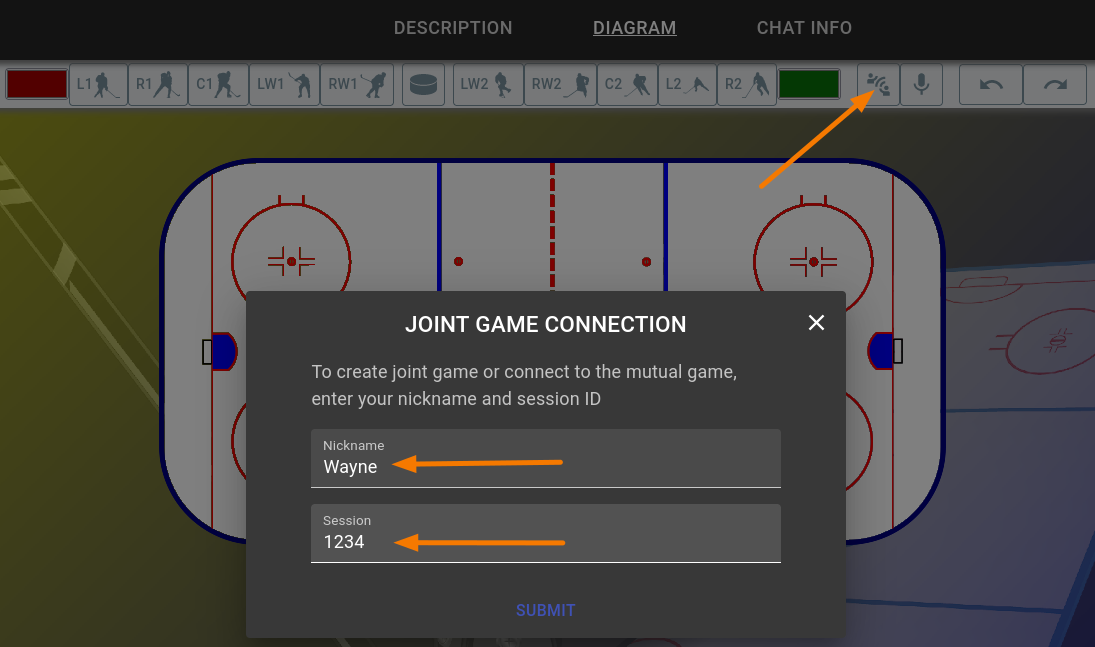 DESCRIPTION DIAGRAM CHAT INFO
L1 R1 C1 LW1 RW1 LW2 RW2 C2 L2 R2
JOINT GAME CONNECTION
To create joint game or connect to the mutual game,
enter your nickname and session ID
Nickname
Wayne
Session
1234
SUBMIT